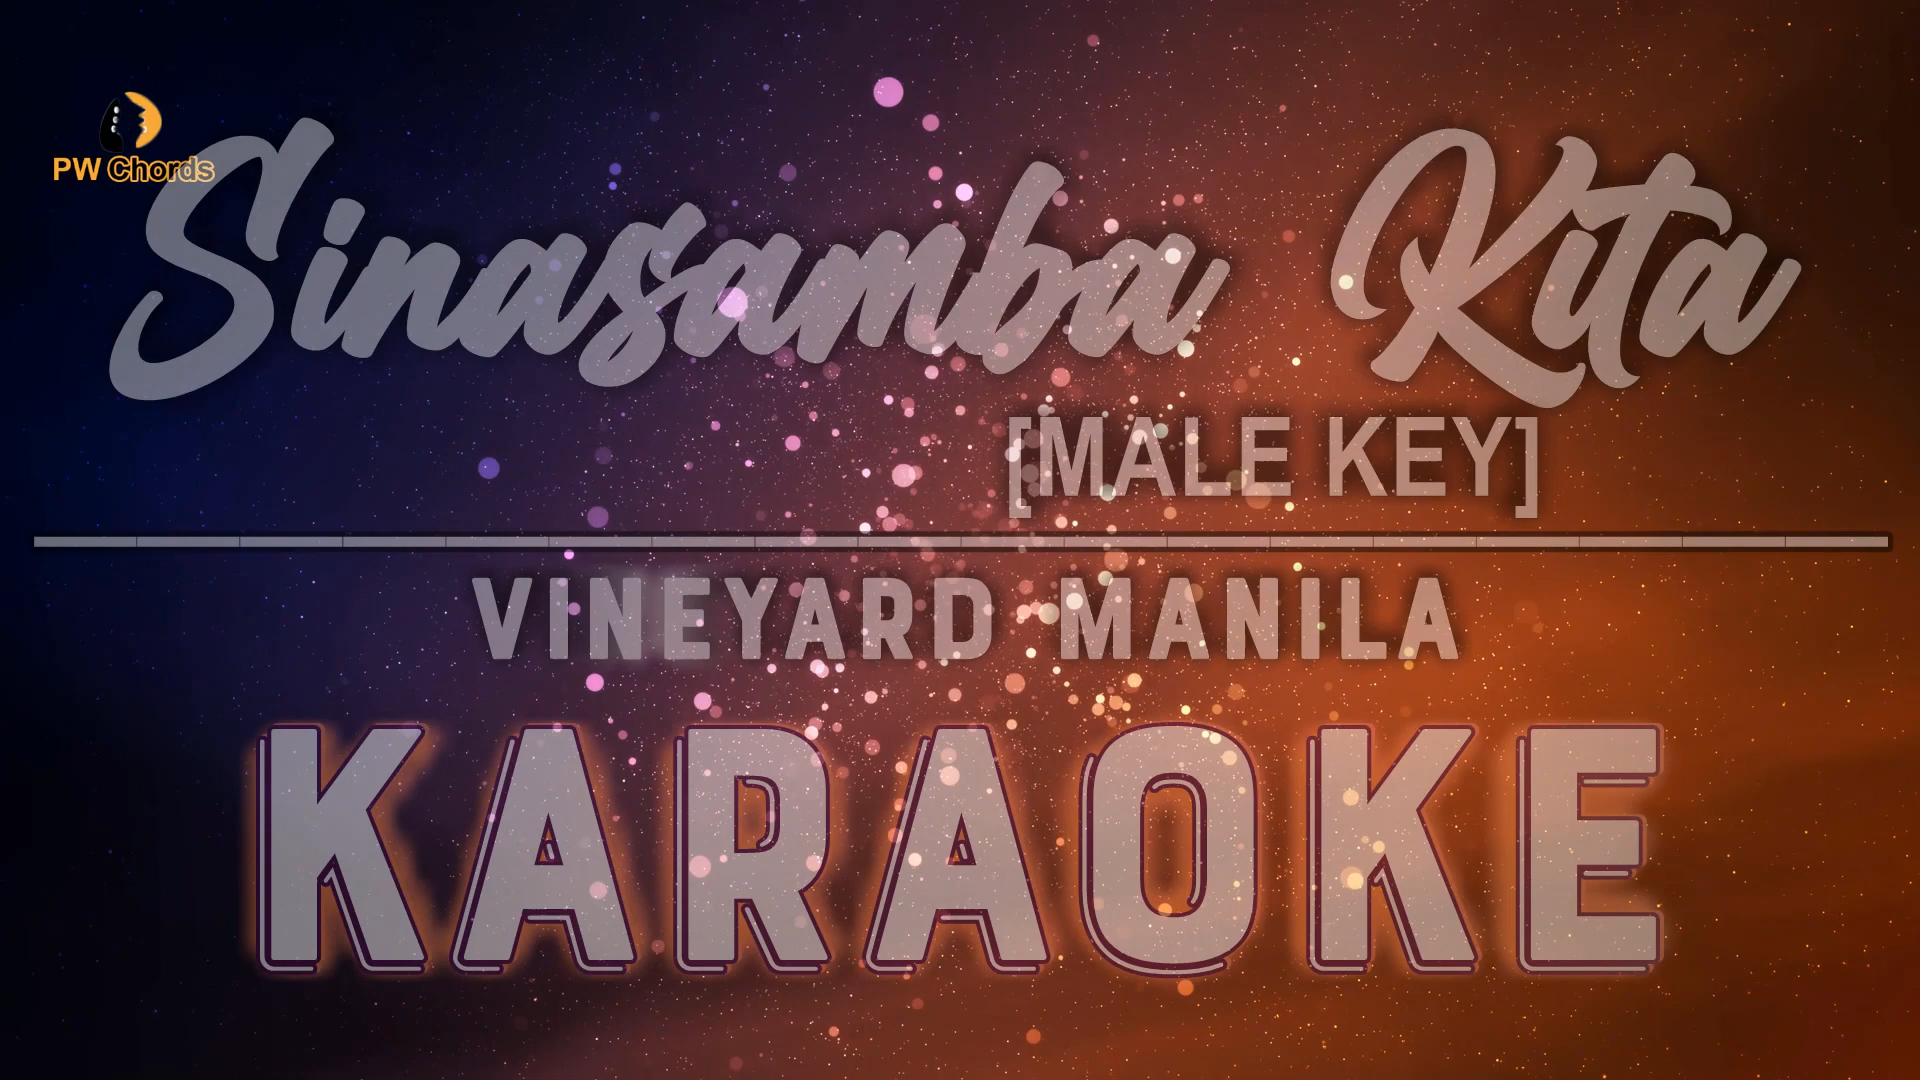 PW Chords
Sinasamba Kita
[MALE KEY]
VINEYARD MANILA
KARAOKE